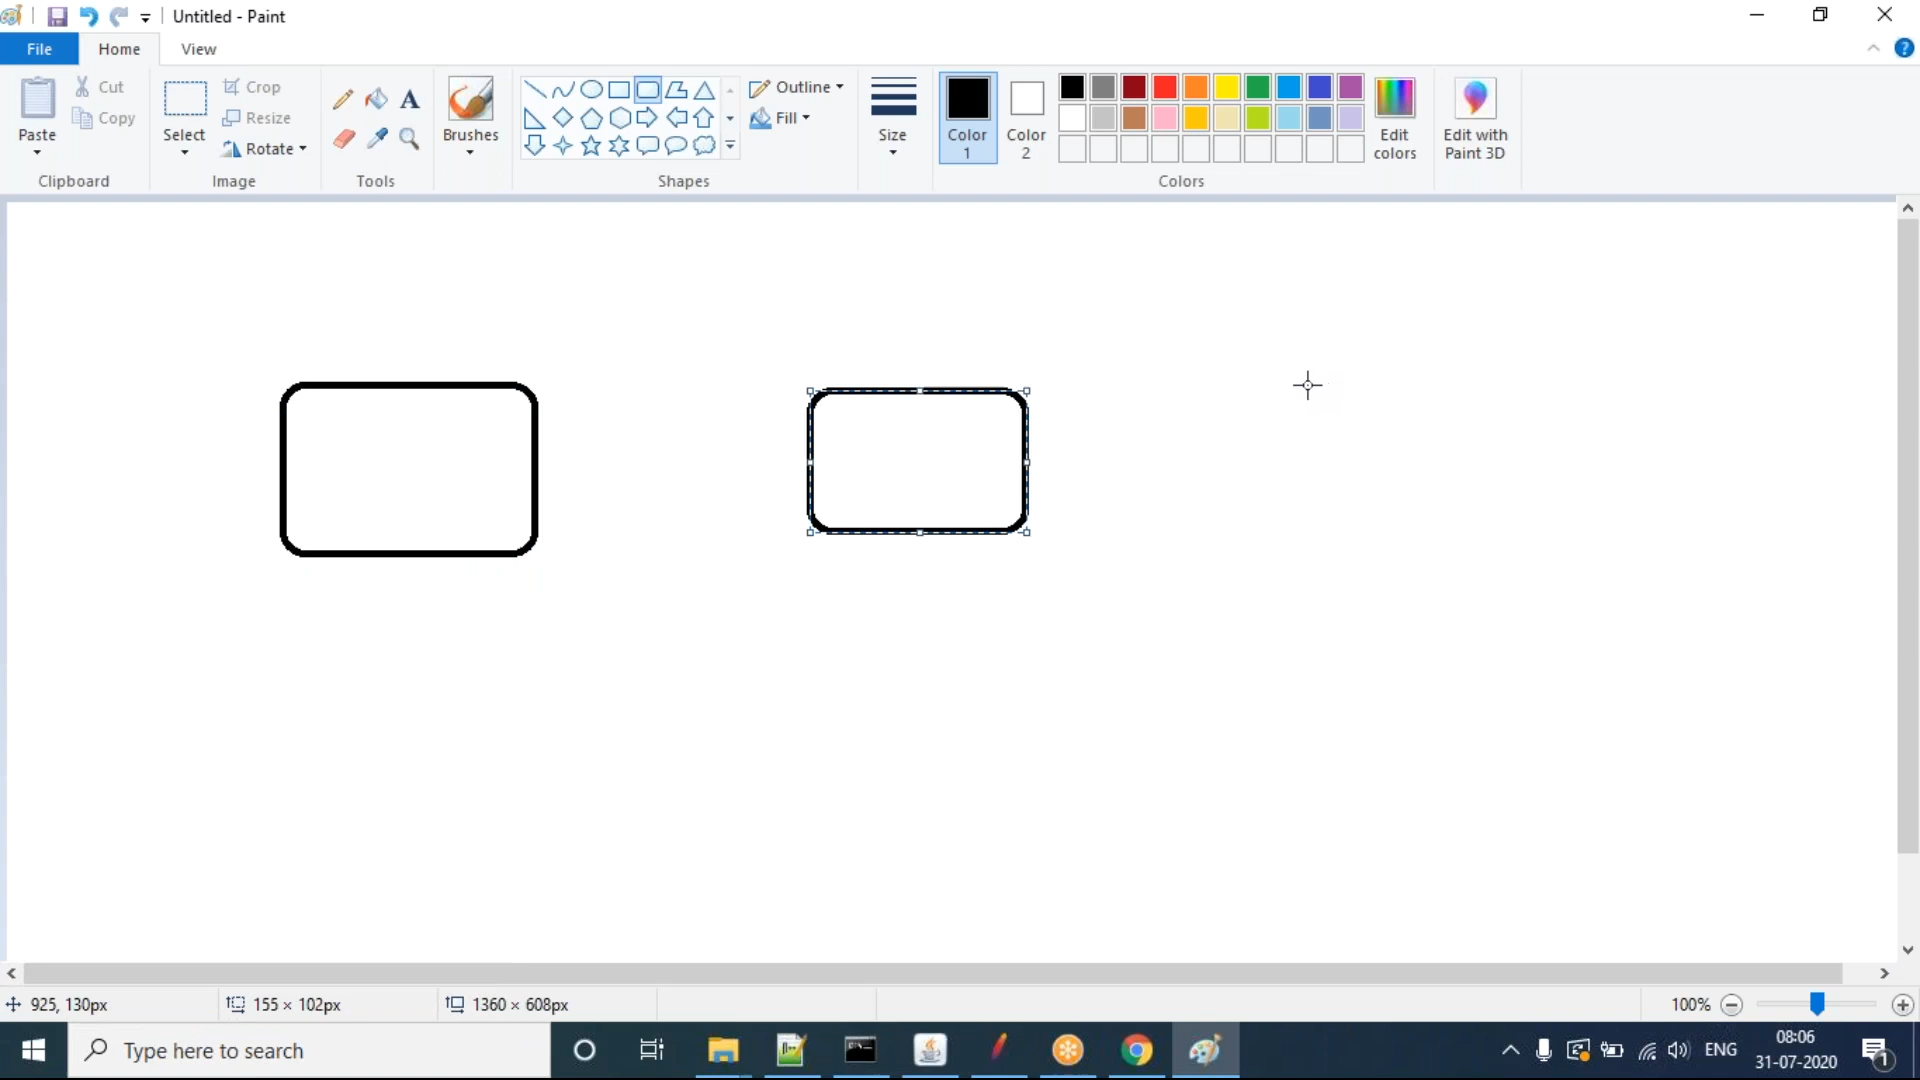 Untitled - Paint
File Home View
Paste
Cut
Copy
Clipboard
Select
Crop
Resize
Rotate
Image
A
Tools
Brushes
Shapes
Outline
Fill
Size
Color 1
Color 2
Colors
Edit colors
Edit with Paint 3D
?
925, 130px 155 × 102px 1360 × 608px 100%
Type here to search
ENG
08:06
31-07-2020
1